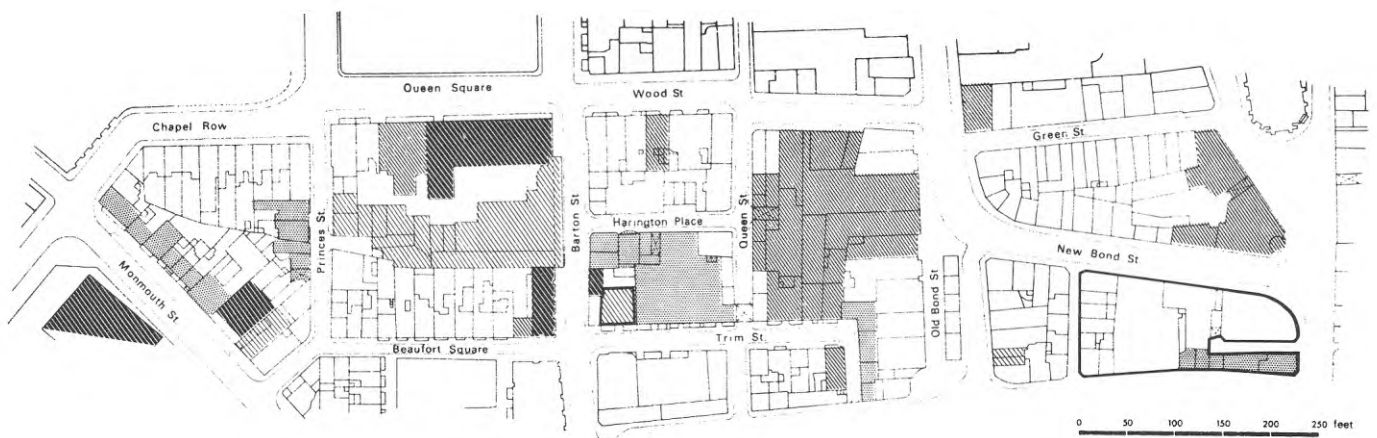 Queen Square
Wood St
Chapel Row
Green St.
Princes St.
Barton St.
Harington Place
Queen St.
New Bond St
Monmouth St.
Old Bond St
Trim St.
Beaufort Square
0 50 100 150 200 250 feet